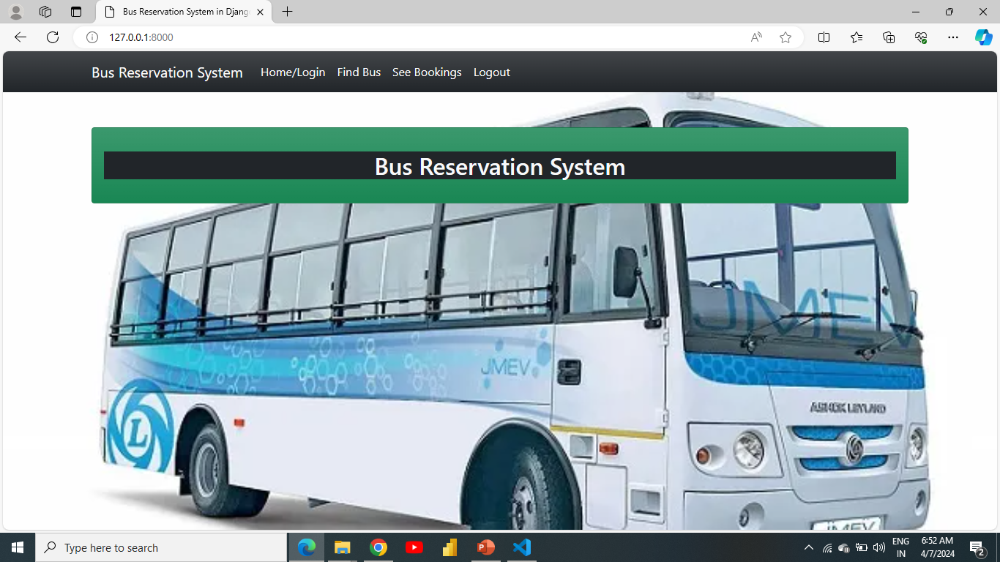 Bus Reservation System in Djang
127.0.0.1:8000
Bus Reservation System Home/Login Find Bus See Bookings Logout
Bus Reservation System
JMEV
JMEV
ASHOK LEYLAND
L
JMEV
Type here to search
ENG
IN
6:52 AM
4/7/2024
2